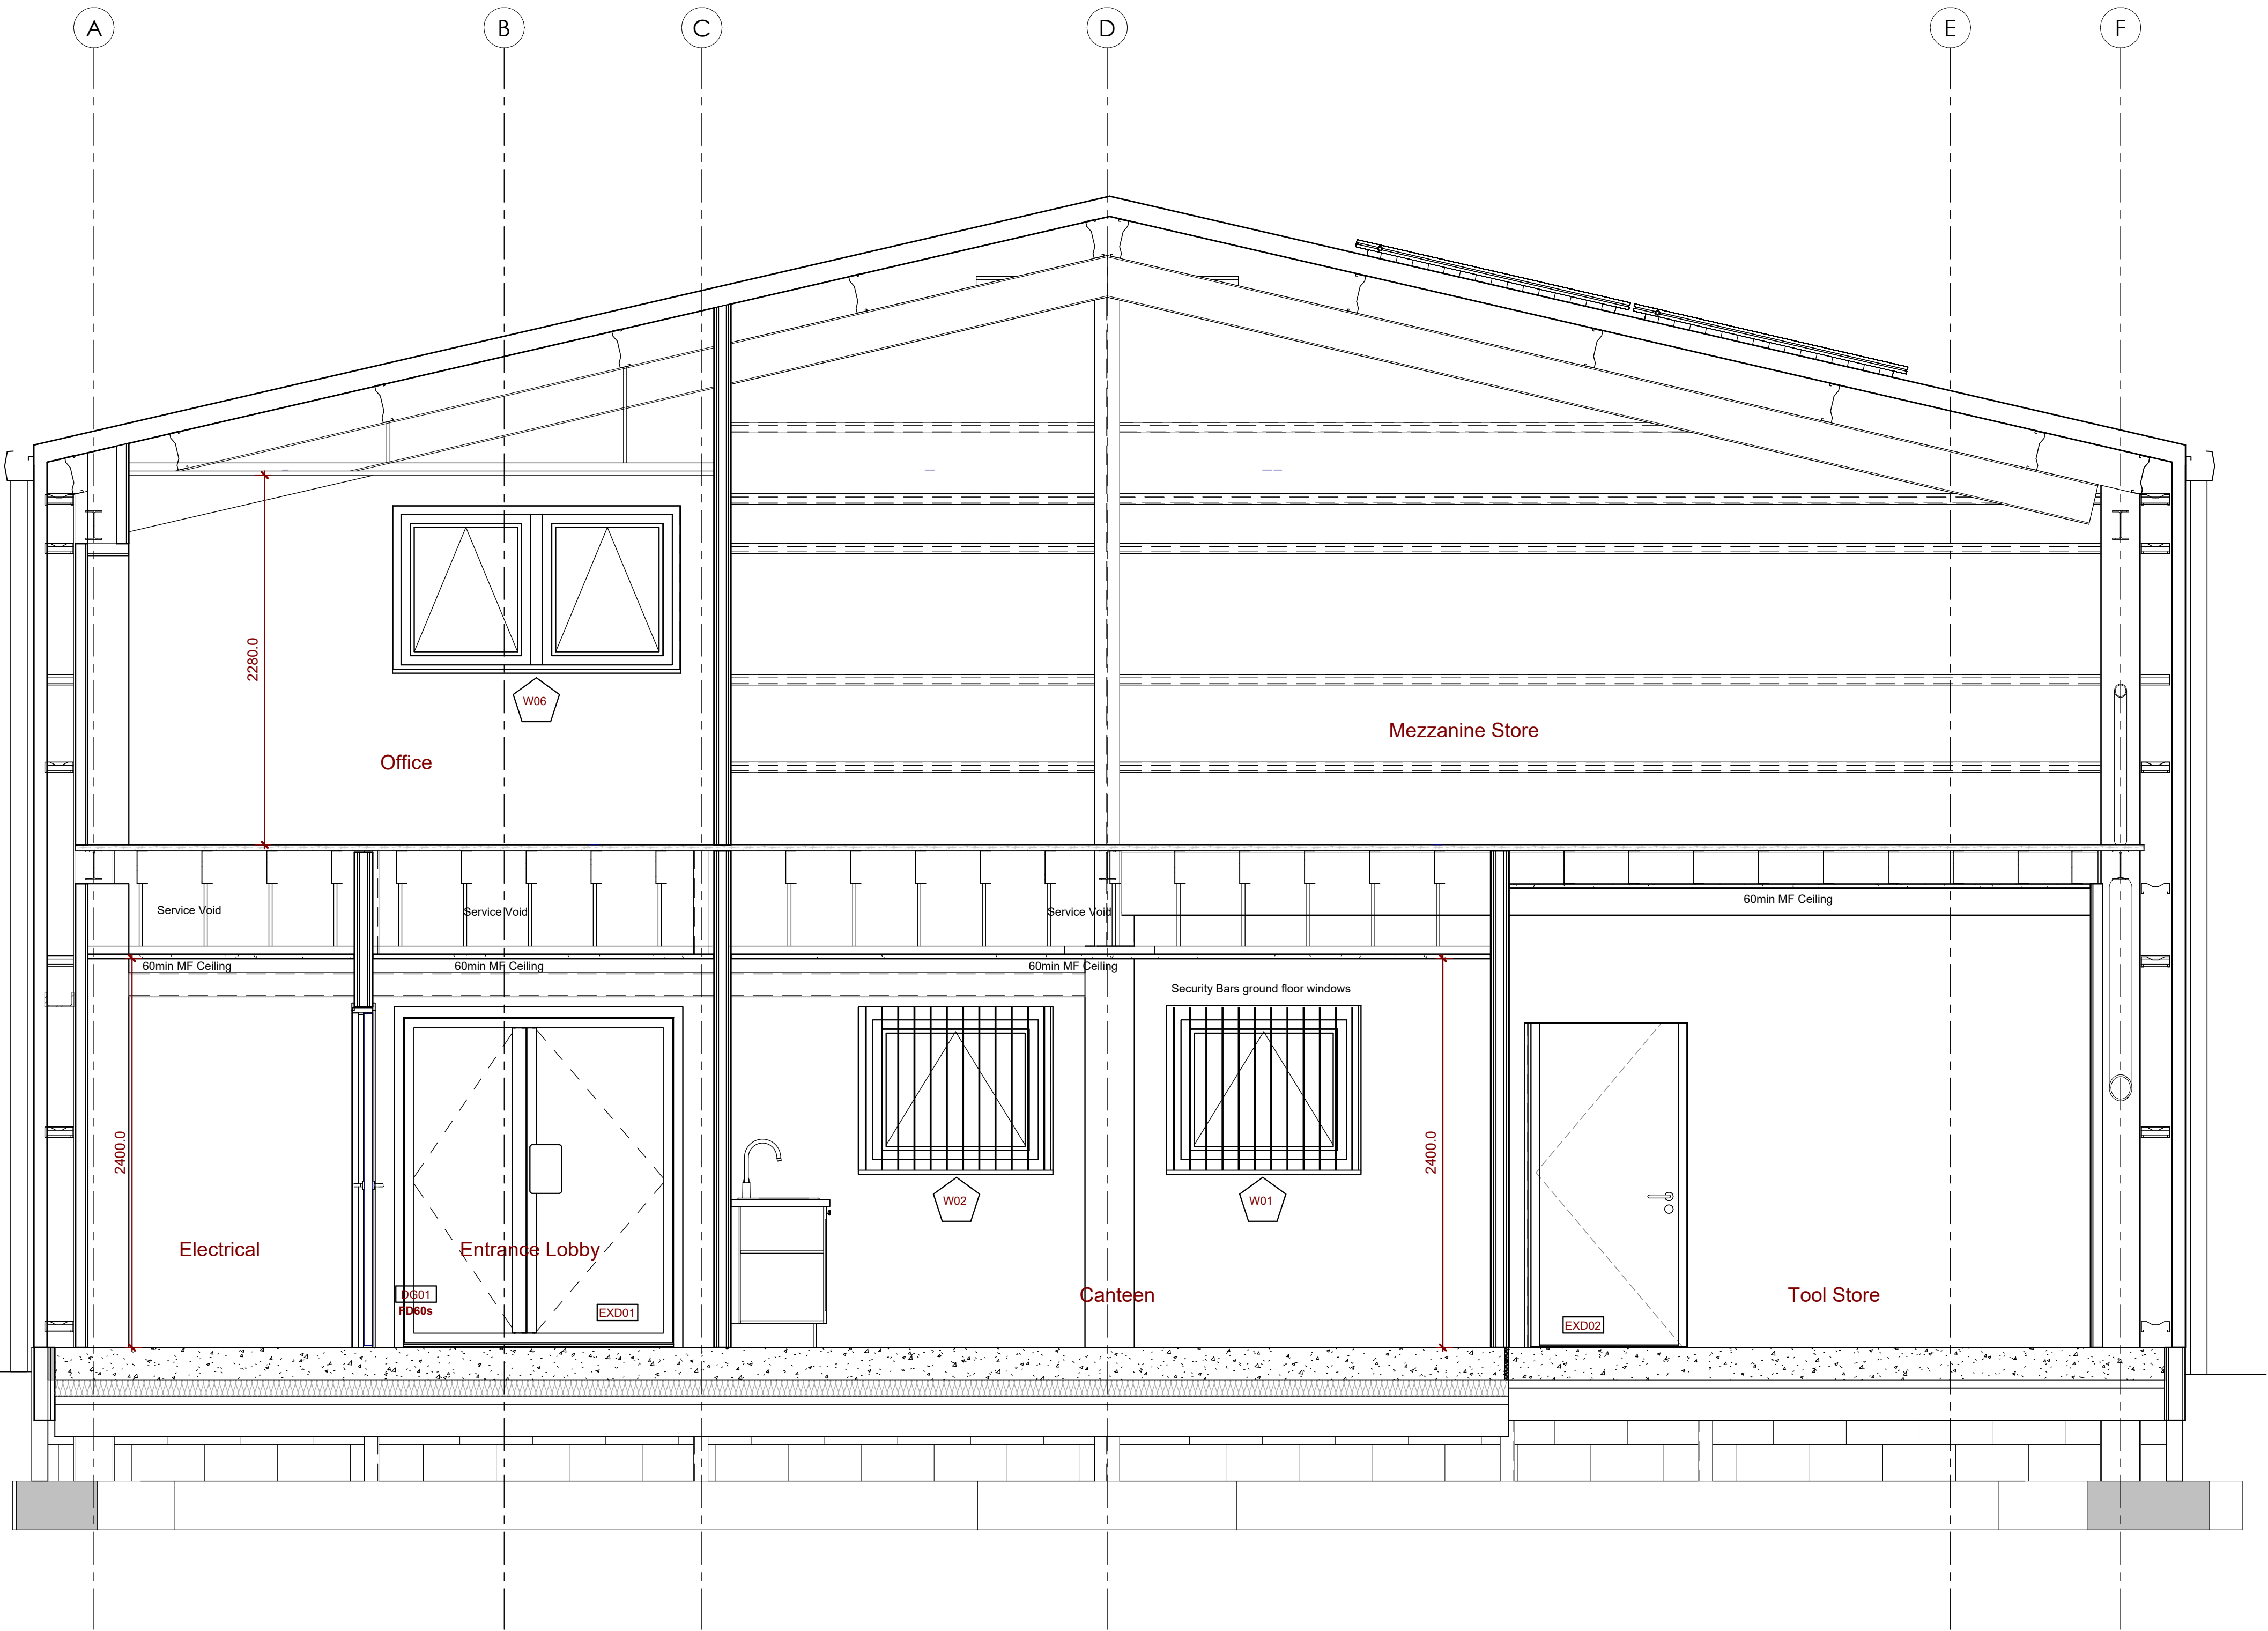 A
B
C
D
E
F
2280.0
W06
Office
Mezzanine Store
Service Void
Service Void
Service Void
60min MF Ceiling
60min MF Ceiling
60min MF Ceiling
60min MF Ceiling
Security Bars ground floor windows
2400.0
2400.0
W02
W01
Electrical
Entrance Lobby
DG01
FD60s
EXD01
Canteen
Tool Store
EXD02